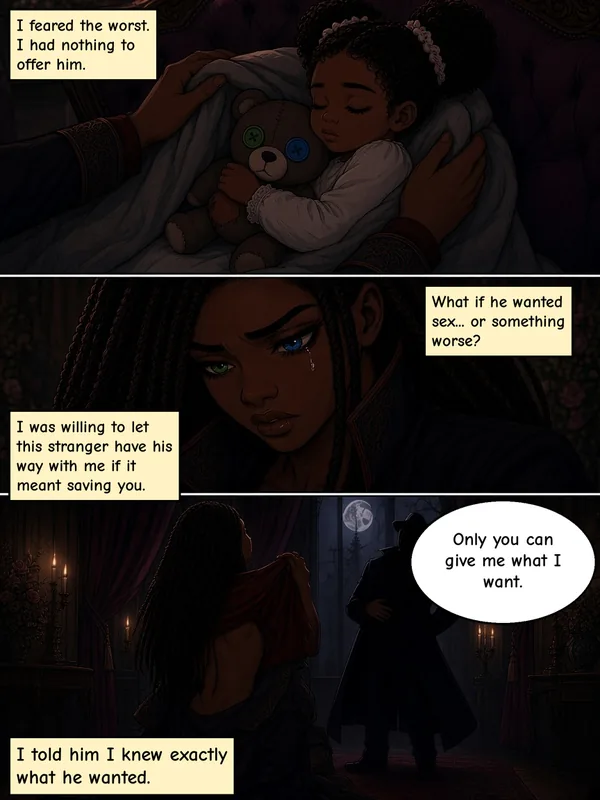 I feared the worst.
I had nothing to
offer him.
What if he wanted
sex... or something
worse?
I was willing to let
this stranger have his
way with me if it
meant saving you.
Only you can
give me what I
want.
I told him I knew exactly
what he wanted.